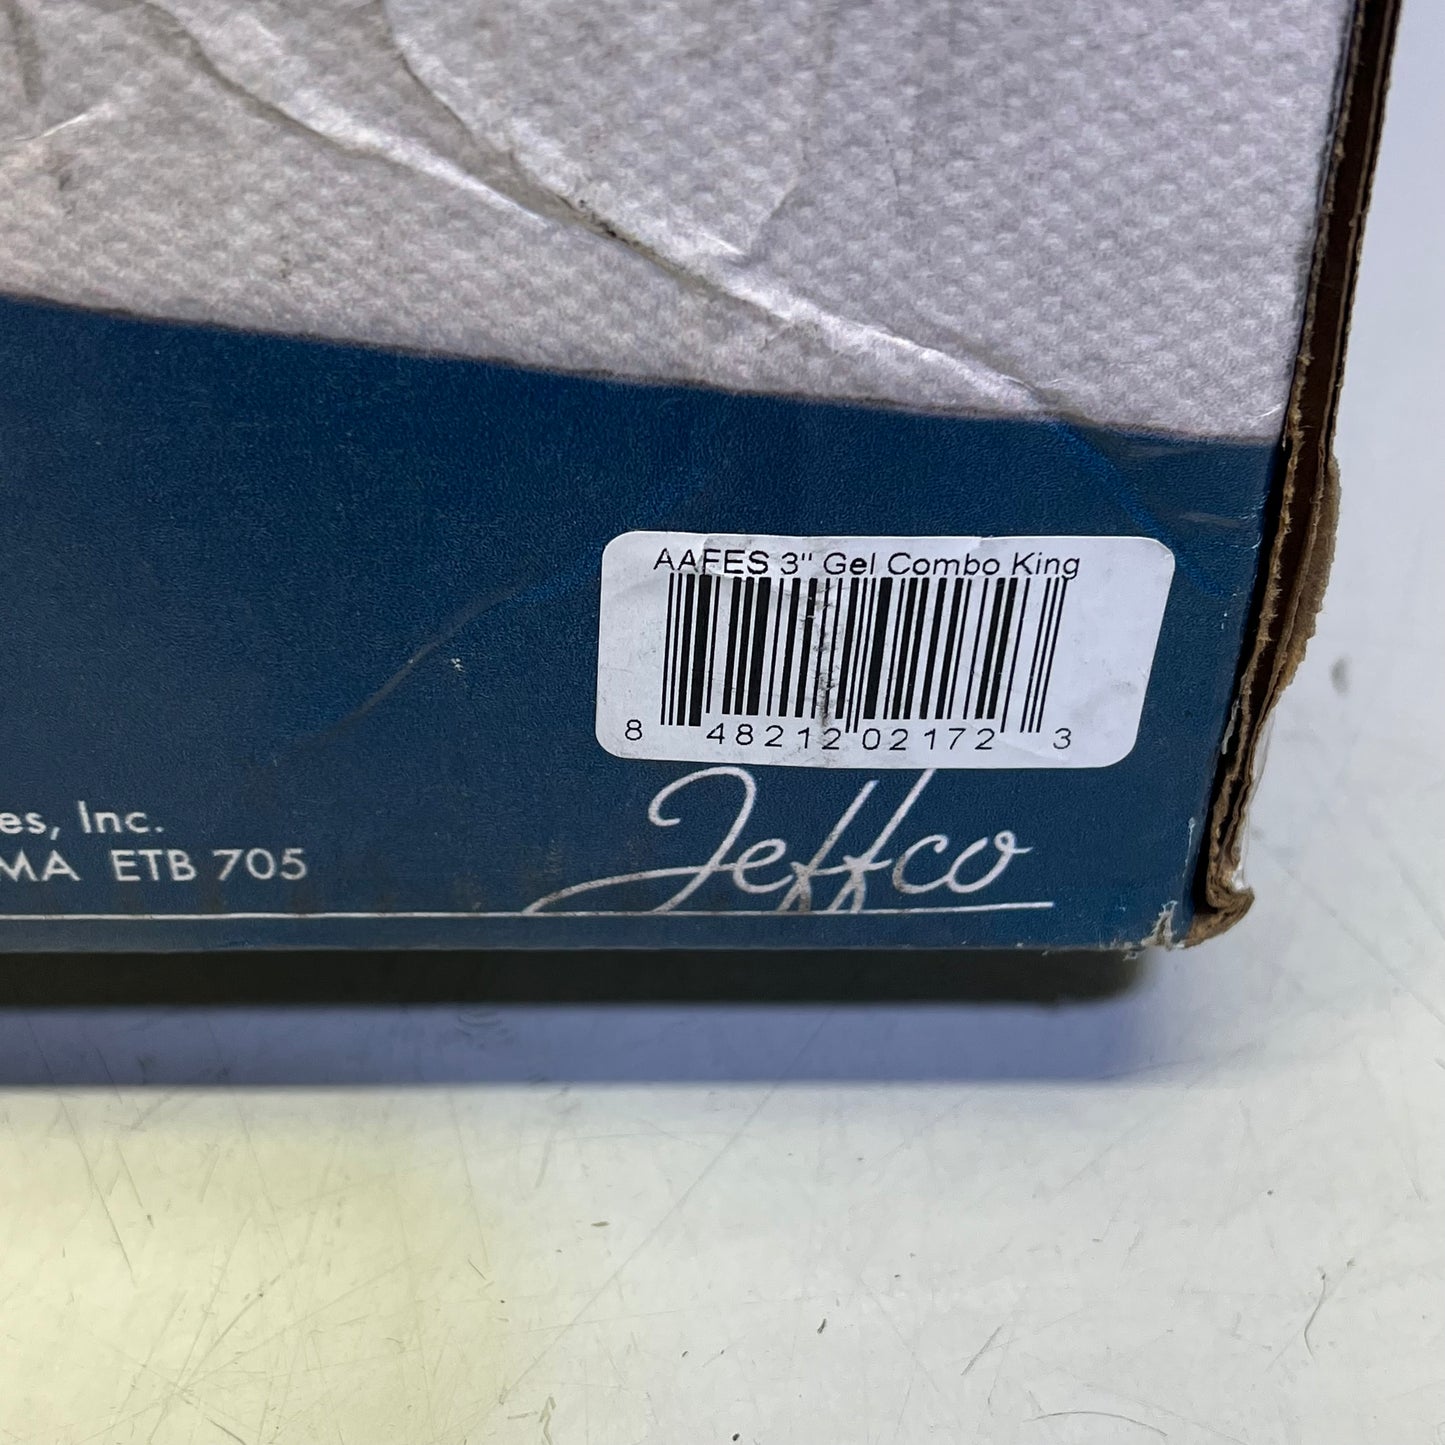 AAFES 3" Gel Combo King
8 48212 02172 3
es, Inc.
MA ETB 705
Jeffco